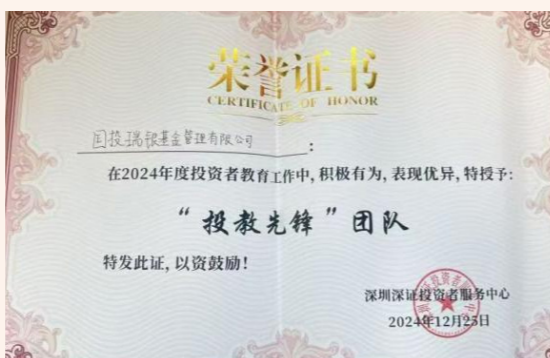 荣誉证书
CERTIFICATE OF HONOR
国投瑞银基金管理有限公司:
在2024年度投资者教育工作中,积极有为,表现优异,特授予:
“投教先锋”团队
特发此证,以资鼓励!
深圳深证投资者服务中心
2024年12月25日